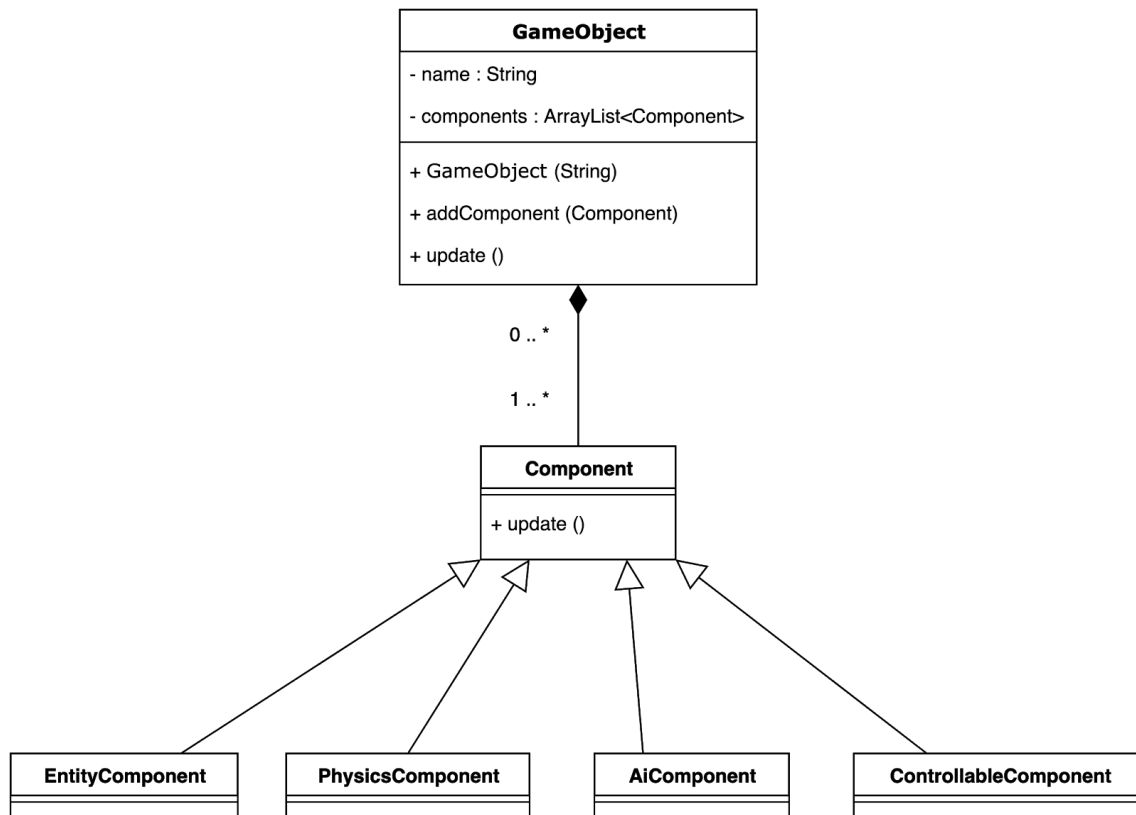 GameObject
- name : String
- components : ArrayList<Component>
+ GameObject (String)
+ addComponent (Component)
+ update ()
0 .. *
1 .. *
Component
+ update ()
EntityComponent
PhysicsComponent
AiComponent
ControllableComponent